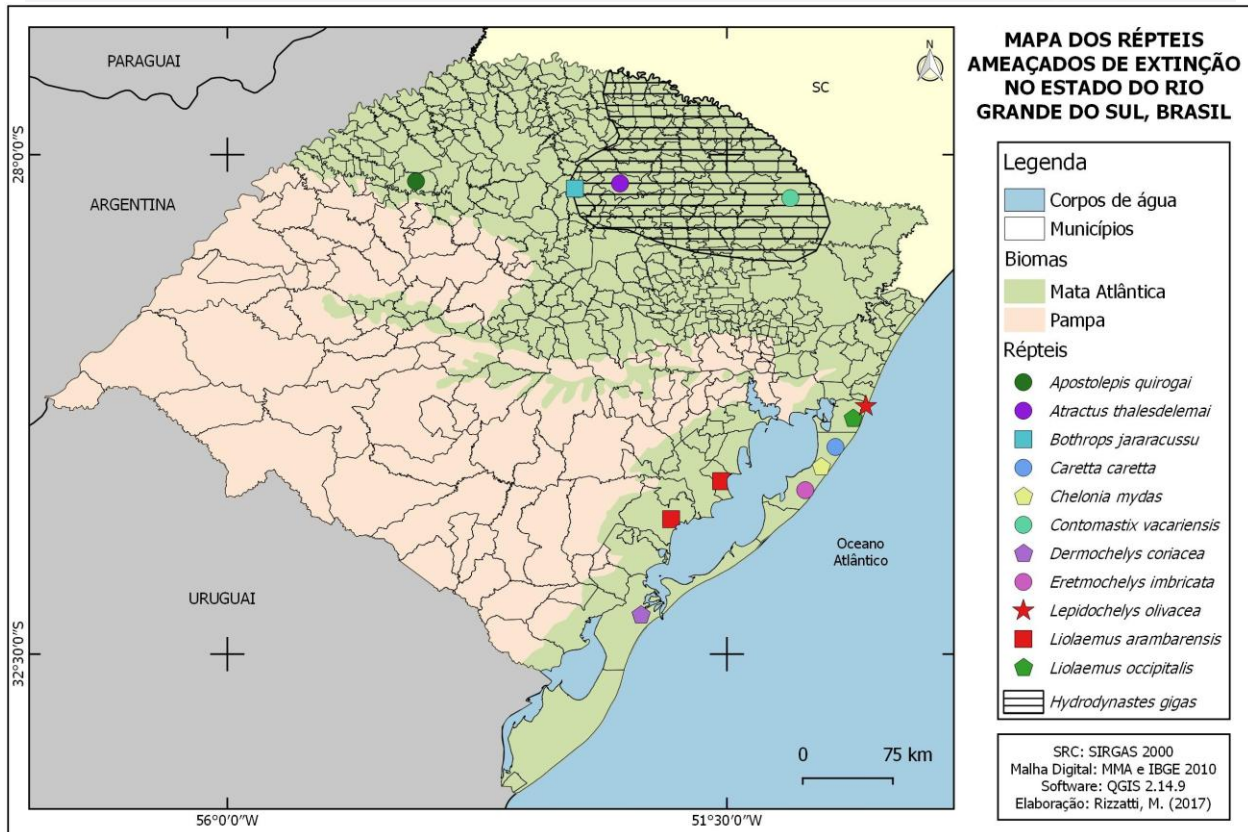 PARAGUAI
N
SC
ARGENTINA
28°0'0"S
32°30'0"S
URUGUAI
Oceano
Atlântico
0 75 km
56°0'0"W
51°30'0"W
MAPA DOS RÉPTEIS
AMEAÇADOS DE EXTINÇÃO
NO ESTADO DO RIO
GRANDE DO SUL, BRASIL
Legenda
Corpos de água
Municípios
Biomas
Mata Atlântica
Pampa
Répteis
Apostolepis quirogai
Atractus thalesdelemai
Bothrops jararacussu
Caretta caretta
Chelonia mydas
Contomastix vacariensis
Dermochelys coriacea
Eretmochelys imbricata
Lepidochelys olivacea
Liolaemus arambarensis
Liolaemus occipitalis
Hydrodynastes gigas
SRC: SIRGAS 2000
Malha Digital: MMA e IBGE 2010
Software: QGIS 2.14.9
Elaboração: Rizzatti, M. (2017)